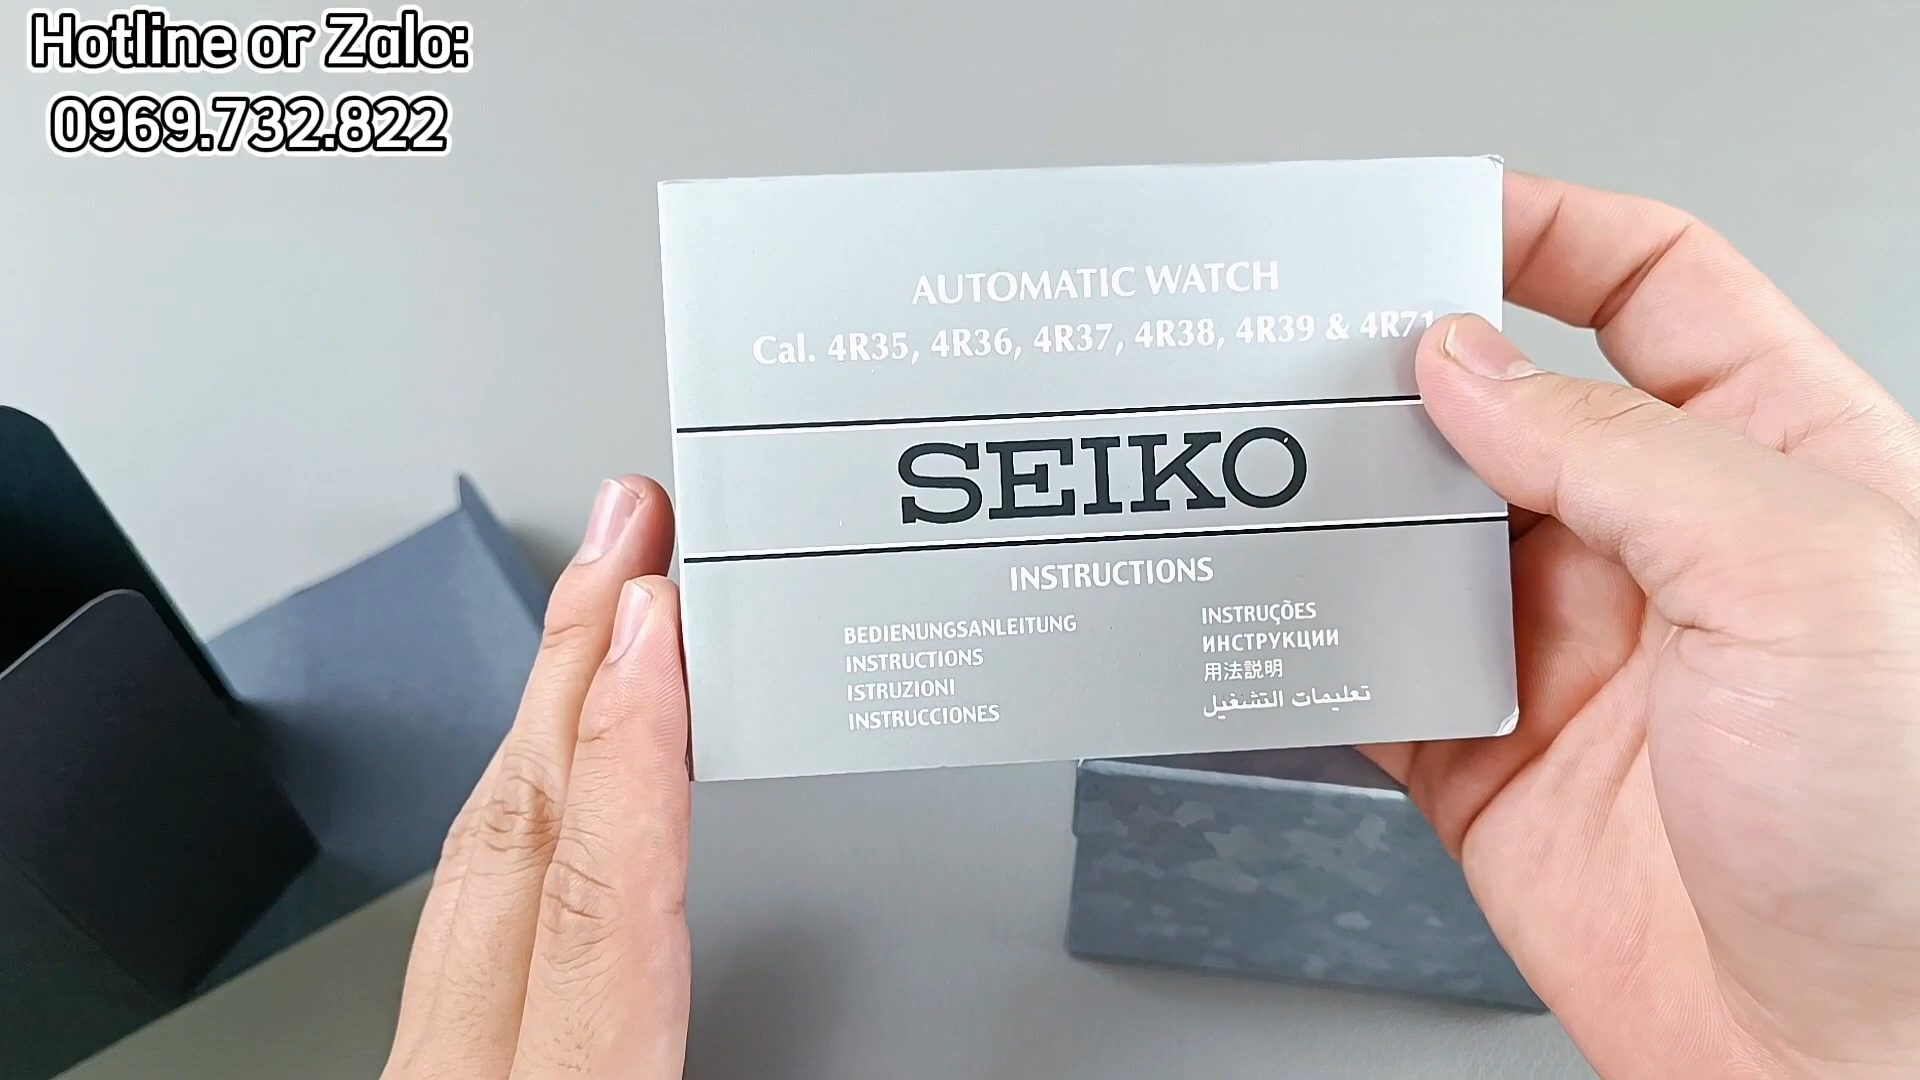 Hotline or Zalo:
0969.732.822
AUTOMATIC WATCH
Cal. 4R35, 4R36, 4R37, 4R38, 4R39 & 4R71
SEIKO
INSTRUCTIONS
BEDIENUNGSANLEITUNG
INSTRUCTIONS
ISTRUZIONI
INSTRUCCIONES
INSTRUÇÕES
ИНСТРУКЦИИ
用法説明
تعليمات التشغيل